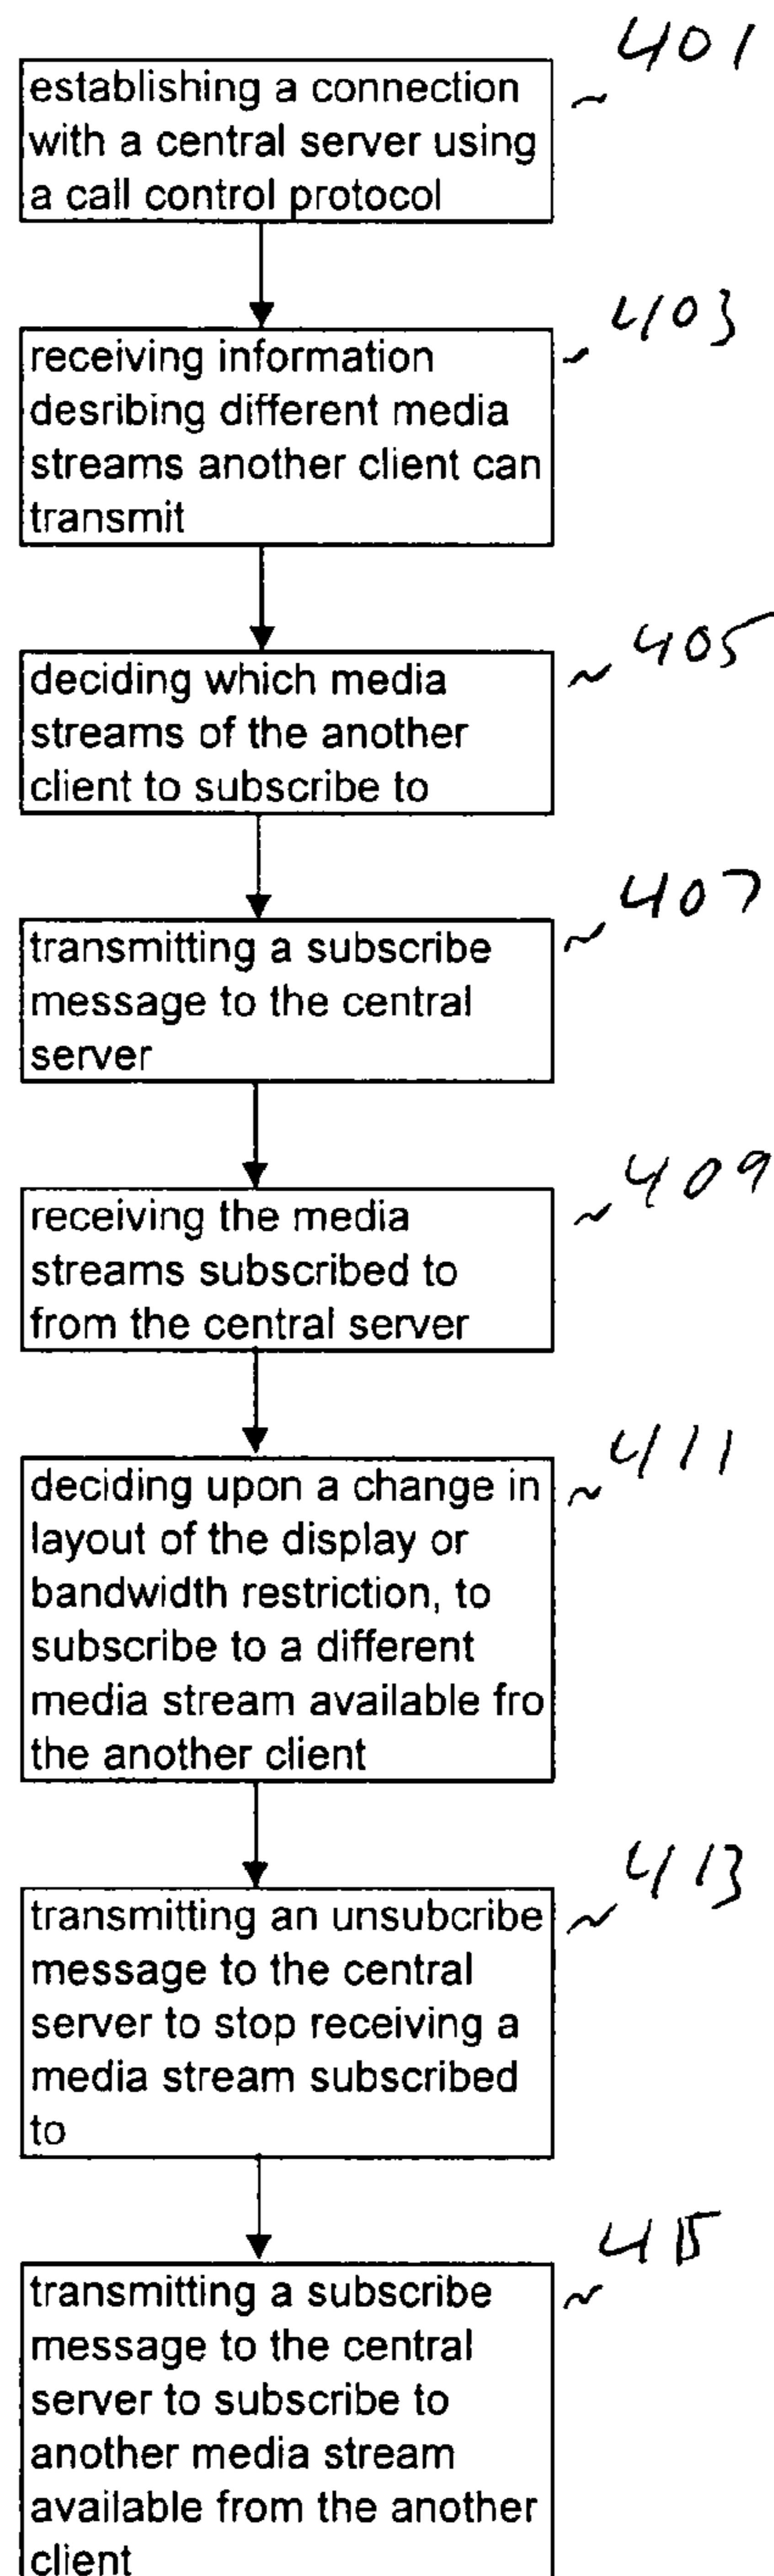 401
establishing a connection
with a central server using
a call control protocol
403
receiving information
desribing different media
streams another client can
transmit
405
deciding which media
streams of the another
client to subscribe to
407
transmitting a subscribe
message to the central
server
409
receiving the media
streams subscribed to
from the central server
411
deciding upon a change in
layout of the display or
bandwidth restriction, to
subscribe to a different
media stream available fro
the another client
413
transmitting an unsubcribe
message to the central
server to stop receiving a
media stream subscribed
to
415
transmitting a subscribe
message to the central
server to subscribe to
another media stream
available from the another
client